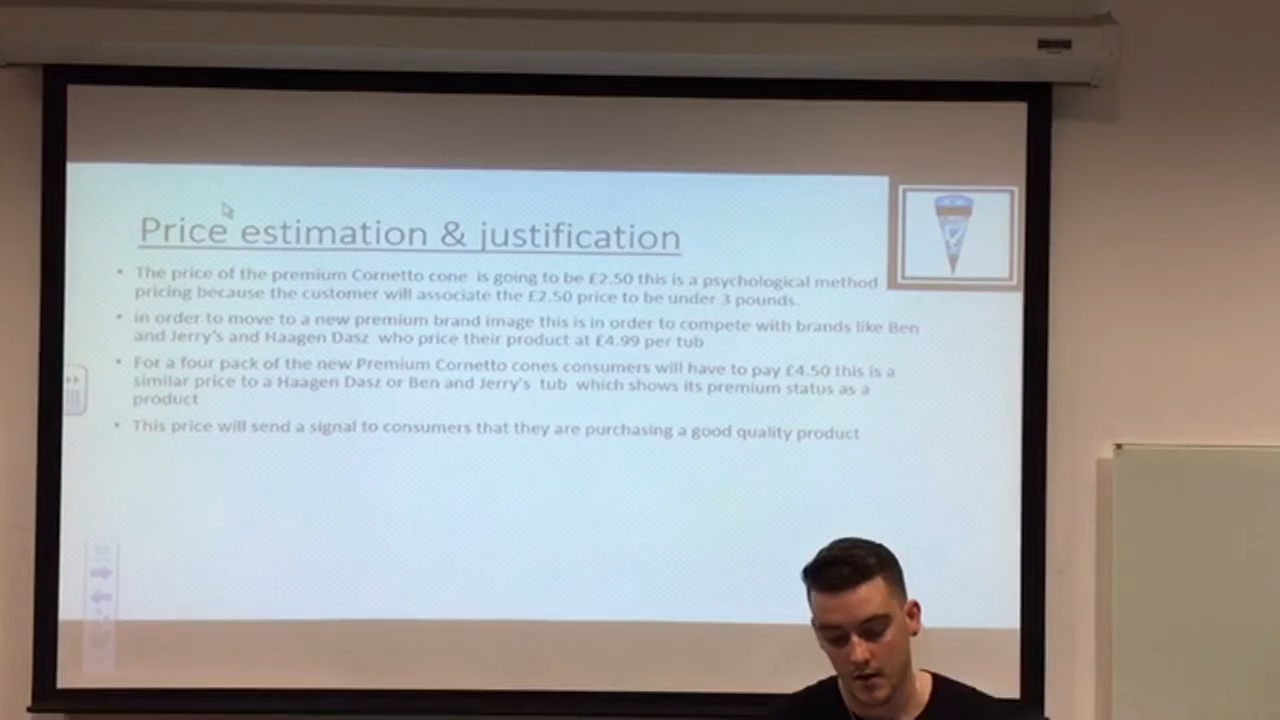 Price estimation & justification
• The price of the premium Cornetto cone is going to be £2.50 this is a psychological method
pricing because the customer will associate the £2.50 price to be under 3 pounds.
• in order to move to a new premium brand image this is in order to compete with brands like Ben
and Jerry's and Haagen Dasz who price their product at £4.99 per tub
• For a four pack of the new Premium Cornetto cones consumers will have to pay £4.50 this is a
similar price to a Haagen Dasz or Ben and Jerry's tub which shows its premium status as a
product
• This price will send a signal to consumers that they are purchasing a good quality product